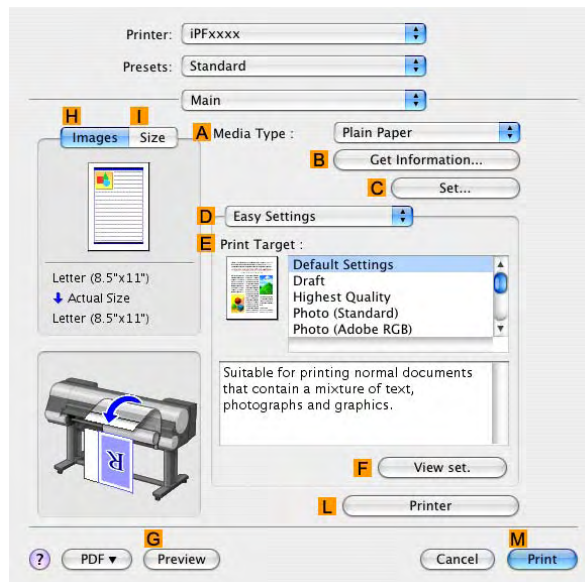 Printer: iPFxxxx
Presets: Standard
Main
H I
Images Size
A Media Type : Plain Paper
B Get Information...
C Set...
D Easy Settings
E Print Target :
Default Settings
Draft
Highest Quality
Photo (Standard)
Photo (Adobe RGB)
Letter (8.5"x11")
Actual Size
Letter (8.5"x11")
Suitable for printing normal documents
that contain a mixture of text,
photographs and graphics.
R
F View set.
L Printer
G M
? PDF▼ Preview Cancel Print